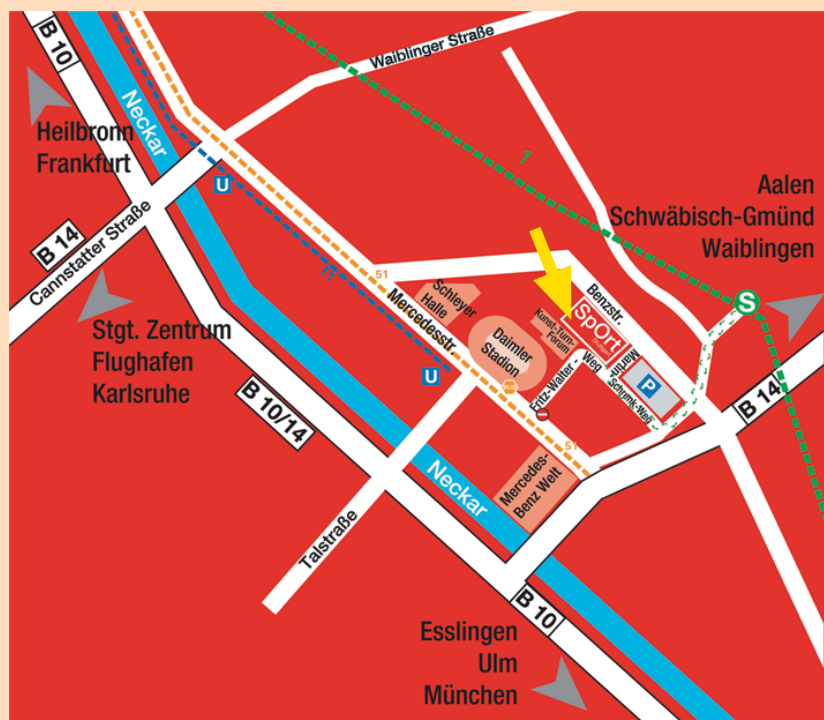 B 10
Waiblinger Straße
Neckar
Heilbronn
Frankfurt
1
U
Aalen
Schwäbisch-Gmünd
Waiblingen
B 14
Cannstatter Straße
51
11
Schleyer
Halle
Mercedesstr.
Benzstr.
SpOrt
Kunst-Turn-
Forum
S
Stgt. Zentrum
Flughafen
Karlsruhe
Daimler
Stadion
U
Fritz-Walter-
Weg
Martin-
Schrenk-Weg
P
B 14
B 10/14
51
Mercedes-
Benz Welt
Neckar
Talstraße
B 10
Esslingen
Ulm
München